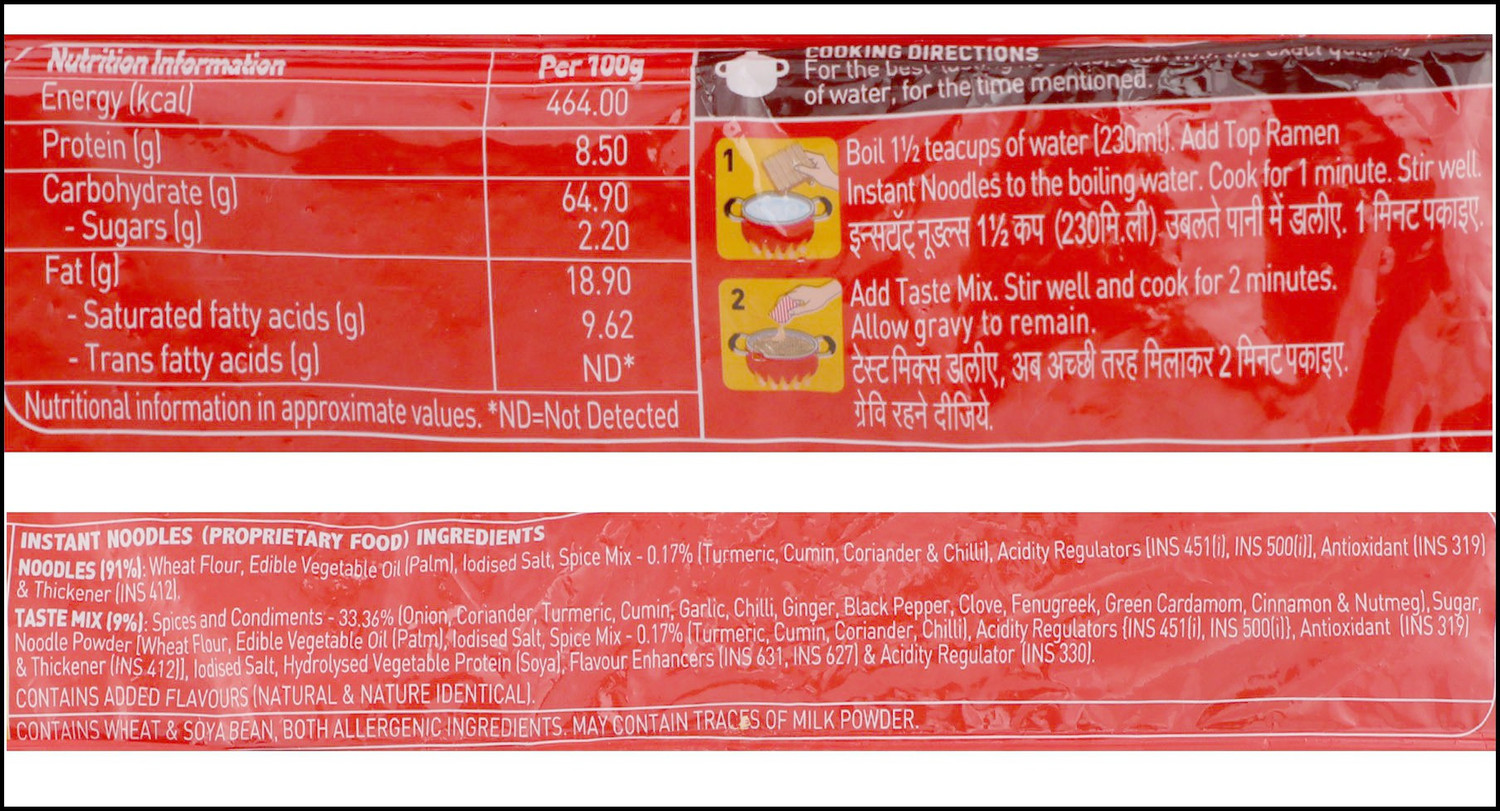 Nutrition Information Per 100g
Energy (kcal) 464.00
Protein (g) 8.50
Carbohydrate (g) 64.90
- Sugars (g) 2.20
Fat (g) 18.90
- Saturated fatty acids (g) 9.62
- Trans fatty acids (g) ND*
Nutritional information in approximate values. *ND=Not Detected
COOKING DIRECTIONS
For the best
of water, for the time mentioned.
1
Boil 1½ teacups of water (230ml). Add Top Ramen
Instant Noodles to the boiling water. Cook for 1 minute. Stir well.
इन्सटॉट् नूडल्स 1½ कप (230मि.ली) उबलते पानी में डालीए. 1 मिनट पकाइए.
2
Add Taste Mix. Stir well and cook for 2 minutes.
Allow gravy to remain.
टेस्ट मिक्स डालीए, अब अच्छी तरह मिलाकर 2 मिनट पकाइए.
ग्रेवि रहने दीजिये.
INSTANT NOODLES (PROPRIETARY FOOD) INGREDIENTS
NOODLES (91%): Wheat Flour, Edible Vegetable Oil (Palm), Iodised Salt, Spice Mix - 0.17% (Turmeric, Cumin, Coriander & Chilli), Acidity Regulators [INS 451(i), INS 500(i)], Antioxidant (INS 319)
& Thickener (INS 412).
TASTE MIX (9%): Spices and Condiments - 33.36% (Onion, Coriander, Turmeric, Cumin, Garlic, Chilli, Ginger, Black Pepper, Clove, Fenugreek, Green Cardamom, Cinnamon & Nutmeg), Sugar,
Noodle Powder [Wheat Flour, Edible Vegetable Oil (Palm), Iodised Salt, Spice Mix - 0.17% (Turmeric, Cumin, Coriander, Chilli), Acidity Regulators {INS 451(i), INS 500(i)}, Antioxidant (INS 319)
& Thickener (INS 412)], Iodised Salt, Hydrolysed Vegetable Protein (Soya), Flavour Enhancers (INS 631, INS 627) & Acidity Regulator (INS 330).
CONTAINS ADDED FLAVOURS (NATURAL & NATURE IDENTICAL).
CONTAINS WHEAT & SOYABEAN, BOTH ALLERGENIC INGREDIENTS. MAY CONTAIN TRACES OF MILK POWDER.